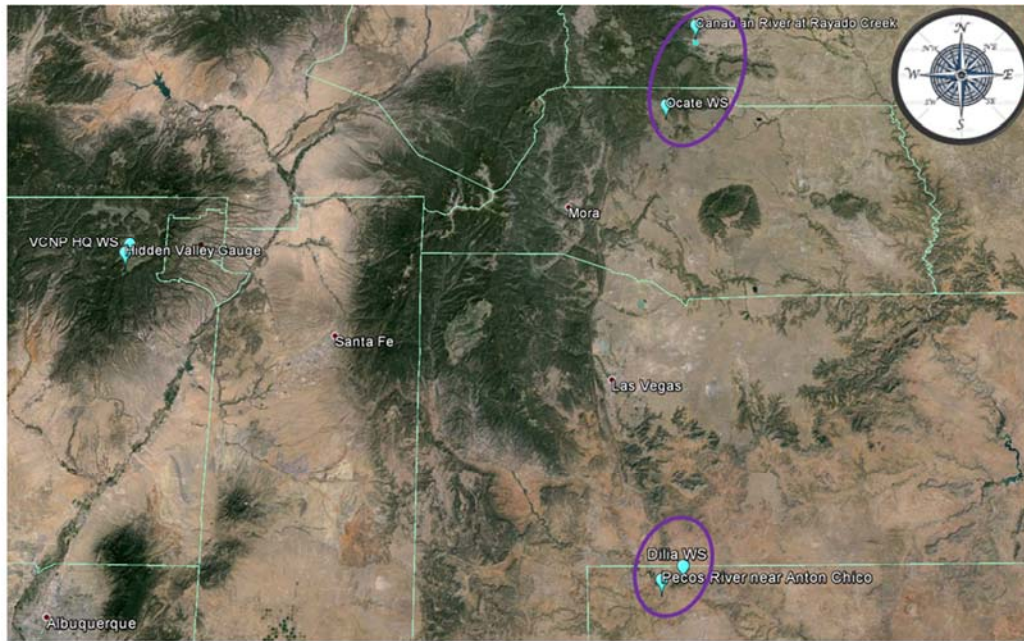 Canadian River at Rayado Creek
N
W
E
S
Ocate WS
Mora
VCNP HQ WS
Hidden Valley Gauge
Santa Fe
Las Vegas
Dilia WS
Pecos River near Anton Chico
Albuquerque